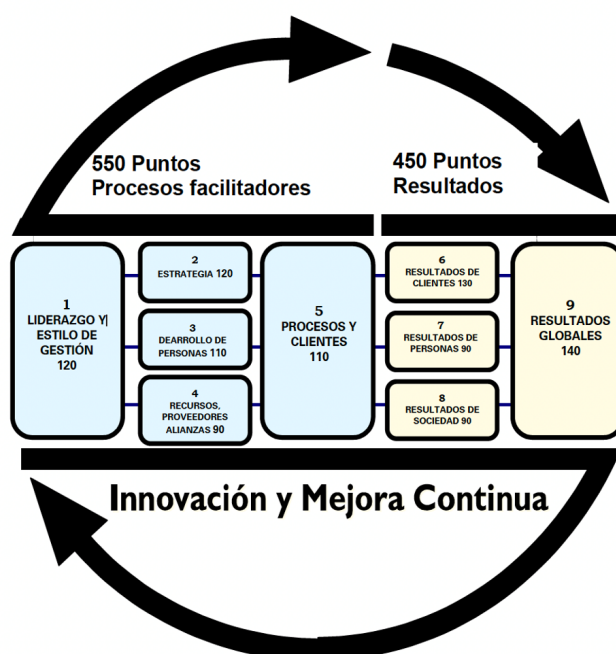 550 Puntos
Procesos facilitadores
450 Puntos
Resultados
1
LIDERAZGO Y
ESTILO DE
GESTIÓN
120
2
ESTRATEGIA 120
3
DEARROLLO DE
PERSONAS 110
4
RECURSOS,
PROVEEDORES
ALIANZAS 90
5
PROCESOS Y
CLIENTES
110
6
RESULTADOS DE
CLIENTES 130
7
RESULTADOS DE
PERSONAS 90
8
RESULTADOS DE
SOCIEDAD 90
9
RESULTADOS
GLOBALES
140
Innovación y Mejora Continua